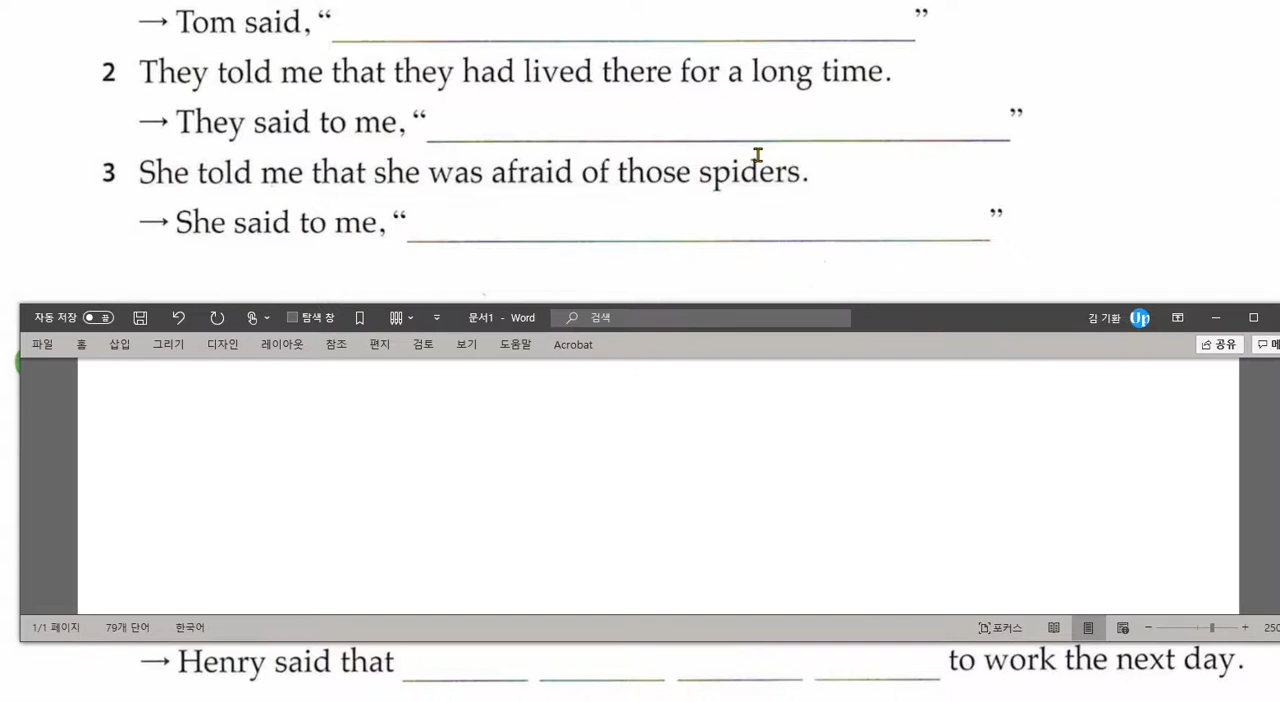 → Tom said, “ ”
2 They told me that they had lived there for a long time.
→ They said to me, “ ”
3 She told me that she was afraid of those spiders.
→ She said to me, “ ”
자동 저장 끔 탐색 창 문서1 - Word 검색 김 기환
파일 홈 삽입 그리기 디자인 레이아웃 참조 편지 검토 보기 도움말 Acrobat 공유 메
1/1 페이지 79개 단어 한국어 포커스 250
→ Henry said that to work the next day.